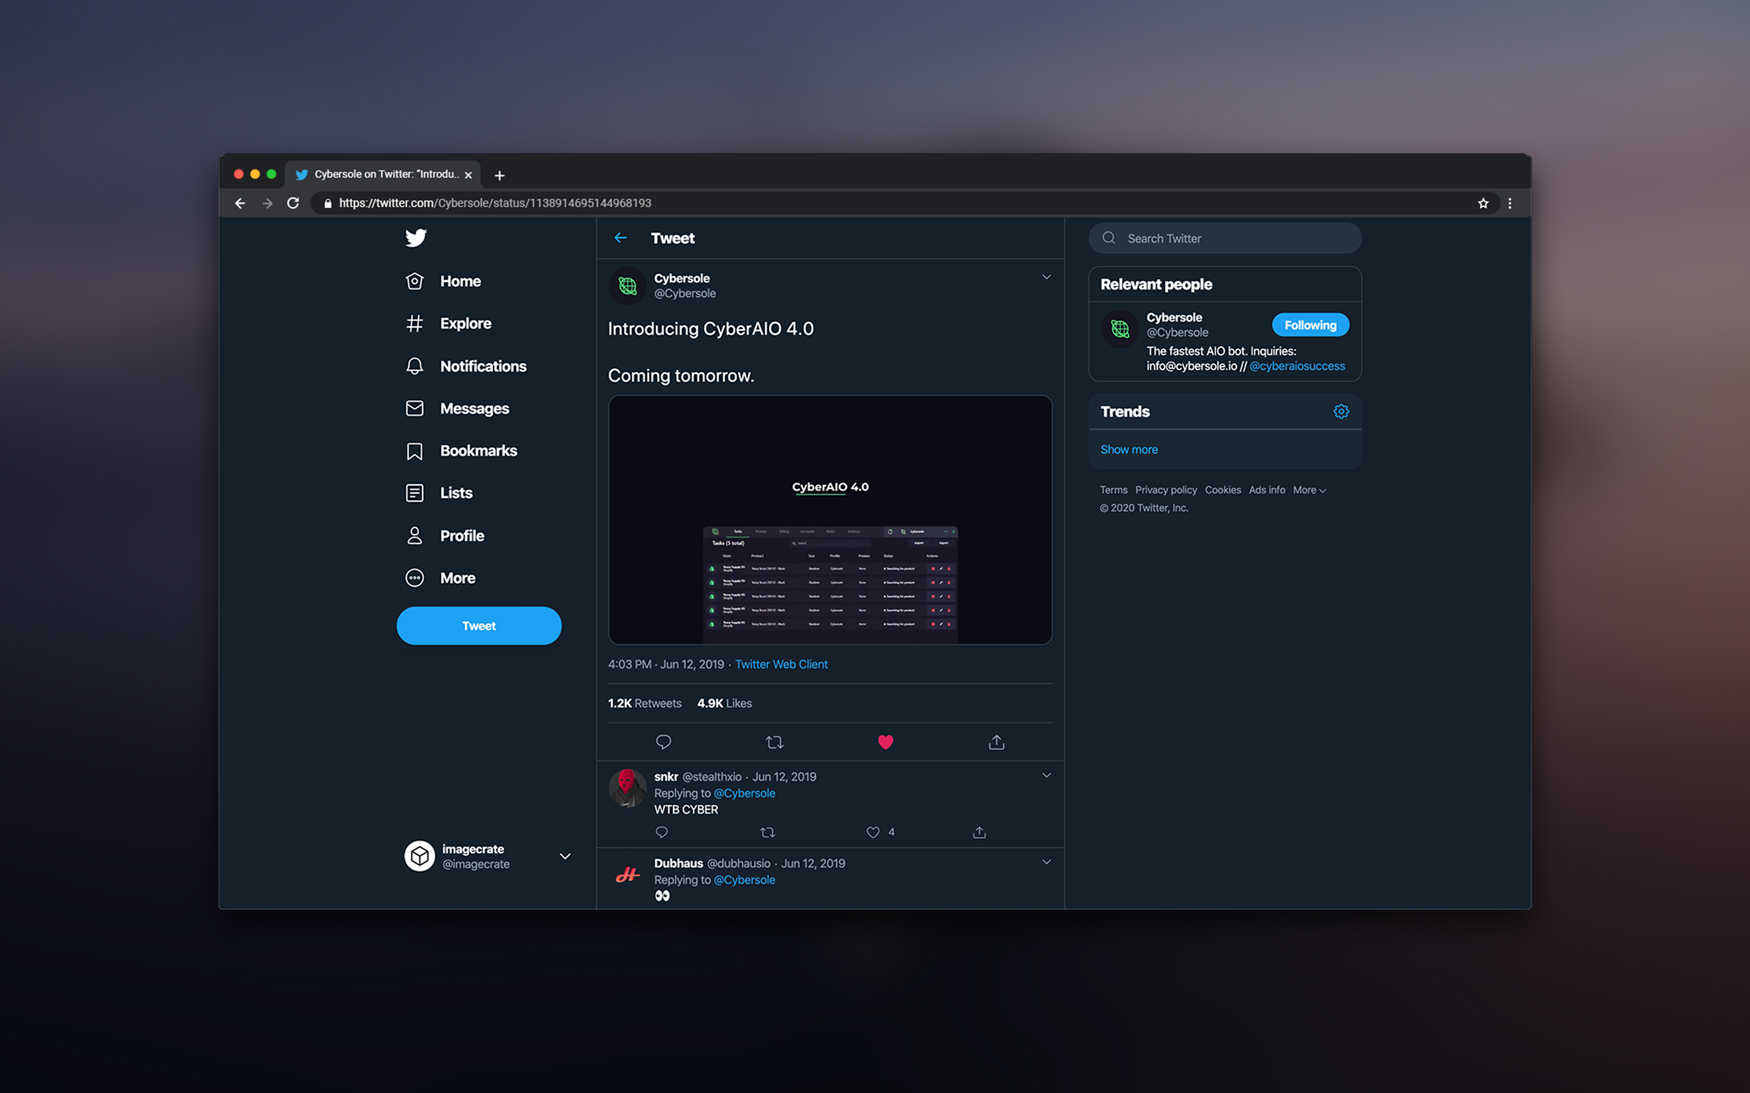 Cybersole on Twitter: "Introdu..
https://twitter.com/Cybersole/status/1138914695144968193
Home
Explore
Notifications
Messages
Bookmarks
Lists
Profile
More
Tweet
imagecrate
@imagecrate
Tweet
Cybersole
@Cybersole
Introducing CyberAIO 4.0
Coming tomorrow.
CyberAIO 4.0
Tasks (5 total)
4:03 PM · Jun 12, 2019 · Twitter Web Client
1.2K Retweets 4.9K Likes
snkr @stealthxio · Jun 12, 2019
Replying to @Cybersole
WTB CYBER
4
Dubhaus @dubhausio · Jun 12, 2019
Replying to @Cybersole
👀
Search Twitter
Relevant people
Cybersole
@Cybersole
Following
The fastest AIO bot. Inquiries:
info@cybersole.io // @cyberaiosuccess
Trends
Show more
Terms Privacy policy Cookies Ads info More
© 2020 Twitter, Inc.